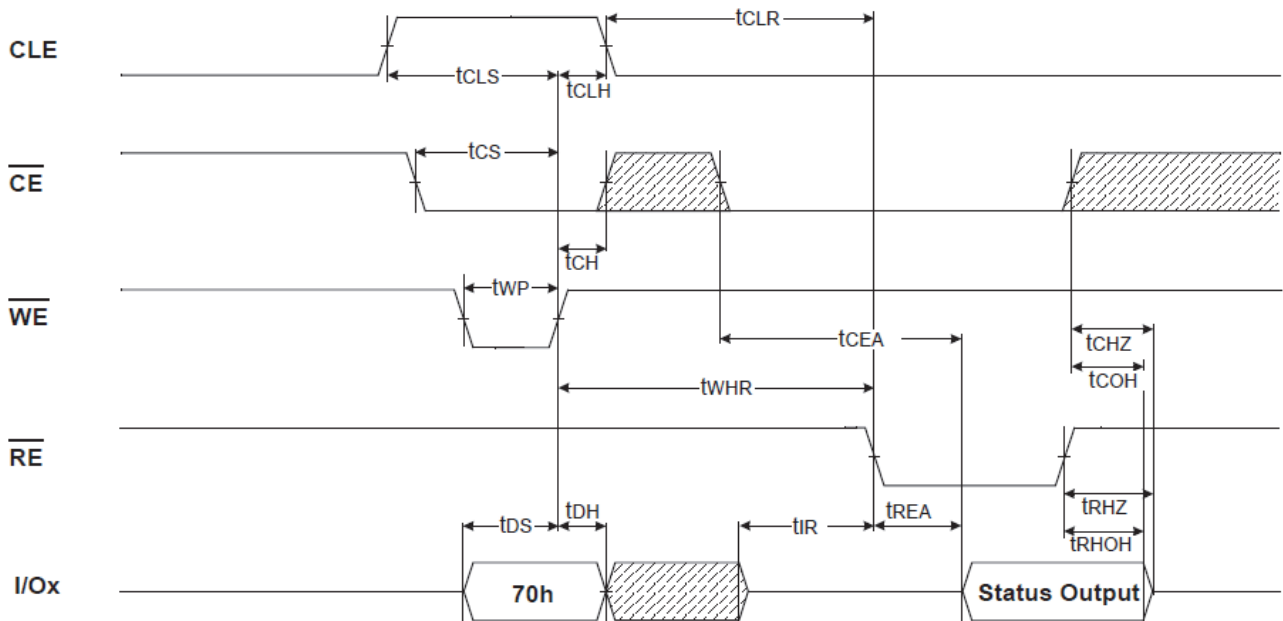 tCLR
CLE
tCLS
tCLH
tCS
CE
tCH
tWP
WE
tCEA
tCHZ
tCOH
tWHR
RE
tDS
tDH
tIR
tREA
tRHZ
tRHOH
I/Ox
70h
Status Output